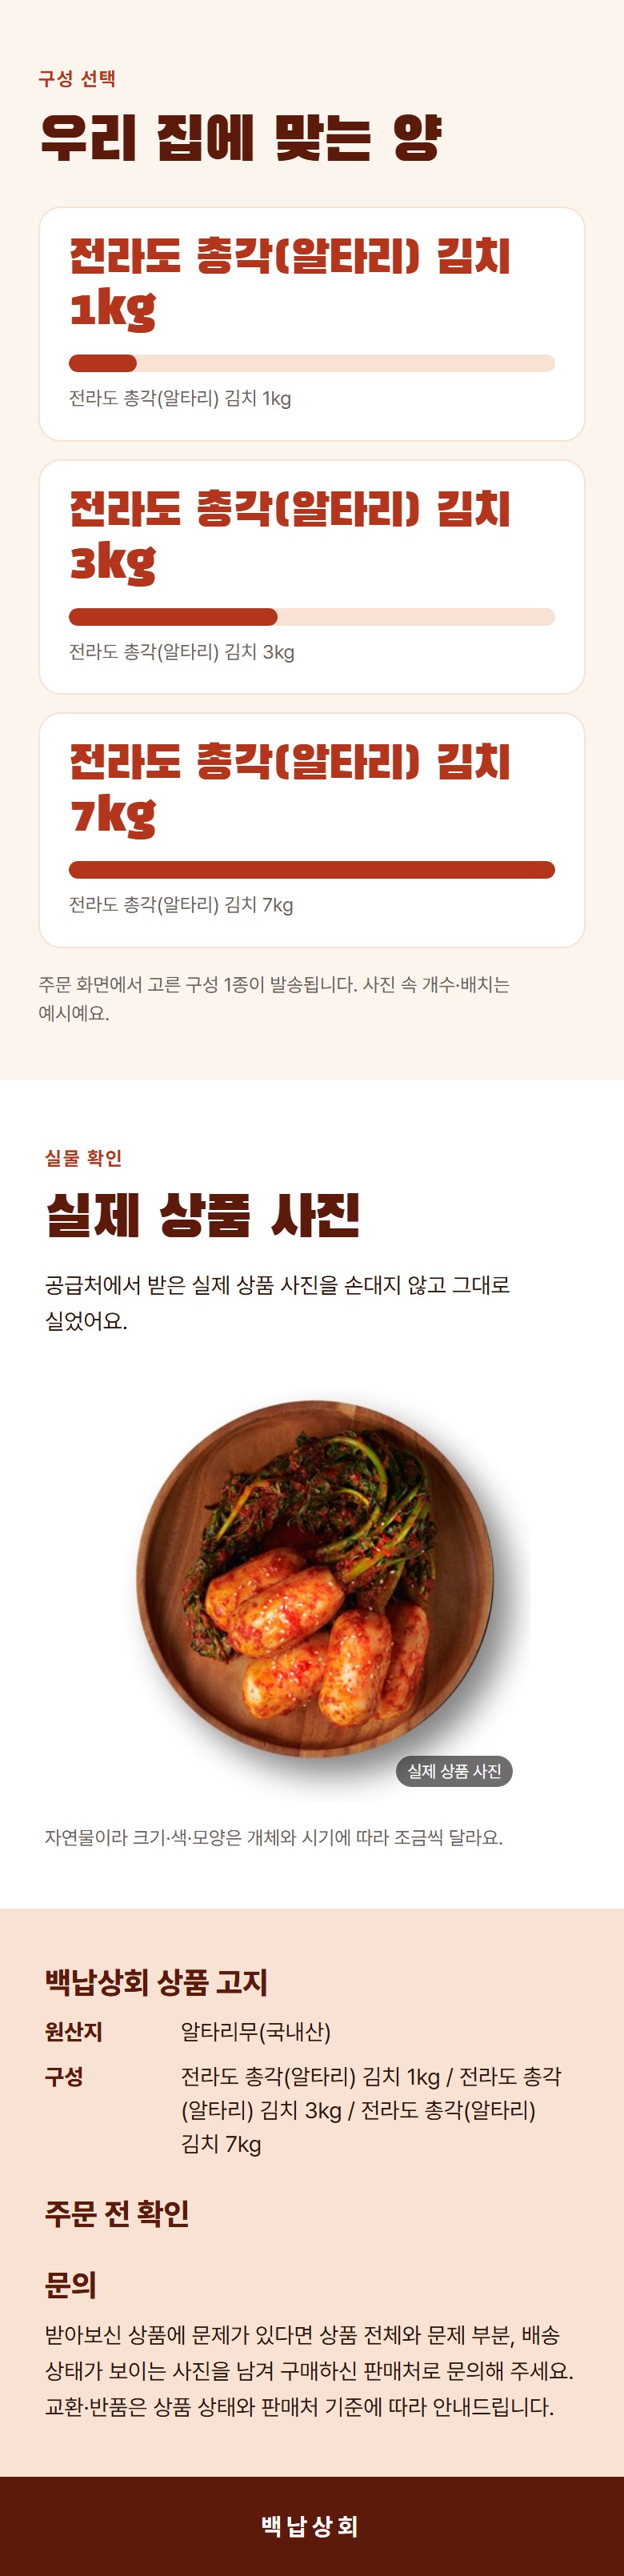 구성 선택
우리 집에 맞는 양
전라도 총각(알타리) 김치
1kg
전라도 총각(알타리) 김치 1kg
전라도 총각(알타리) 김치
3kg
전라도 총각(알타리) 김치 3kg
전라도 총각(알타리) 김치
7kg
전라도 총각(알타리) 김치 7kg
주문 화면에서 고른 구성 1종이 발송됩니다. 사진 속 개수·배치는
예시예요.
실물 확인
실제 상품 사진
공급처에서 받은 실제 상품 사진을 손대지 않고 그대로
실었어요.
실제 상품 사진
자연물이라 크기·색·모양은 개체와 시기에 따라 조금씩 달라요.
백납상회 상품 고지
원산지 알타리무(국내산)
구성 전라도 총각(알타리) 김치 1kg / 전라도 총각
(알타리) 김치 3kg / 전라도 총각(알타리)
김치 7kg
주문 전 확인
문의
받아보신 상품에 문제가 있다면 상품 전체와 문제 부분, 배송
상태가 보이는 사진을 남겨 구매하신 판매처로 문의해 주세요.
교환·반품은 상품 상태와 판매처 기준에 따라 안내드립니다.
백납상회